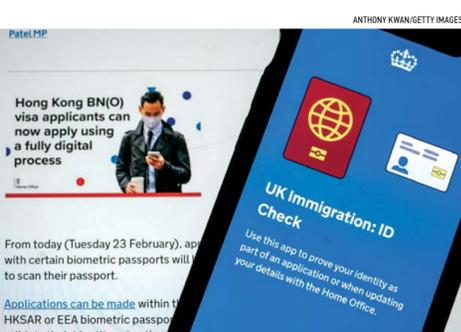 ANTHONY KWAN/GETTY IMAGES
Patel MP
Hong Kong BN(O)
visa applicants can
now apply using
a fully digital
process
Home Office
From today (Tuesday 23 February),
with certain biometric passports will
to scan their passport.
Applications can be made within
HKSAR or EEA biometric
UK Immigration: ID
Check
Use this app to prove your identity as
part of an application or when updating
your details with the Home Office.